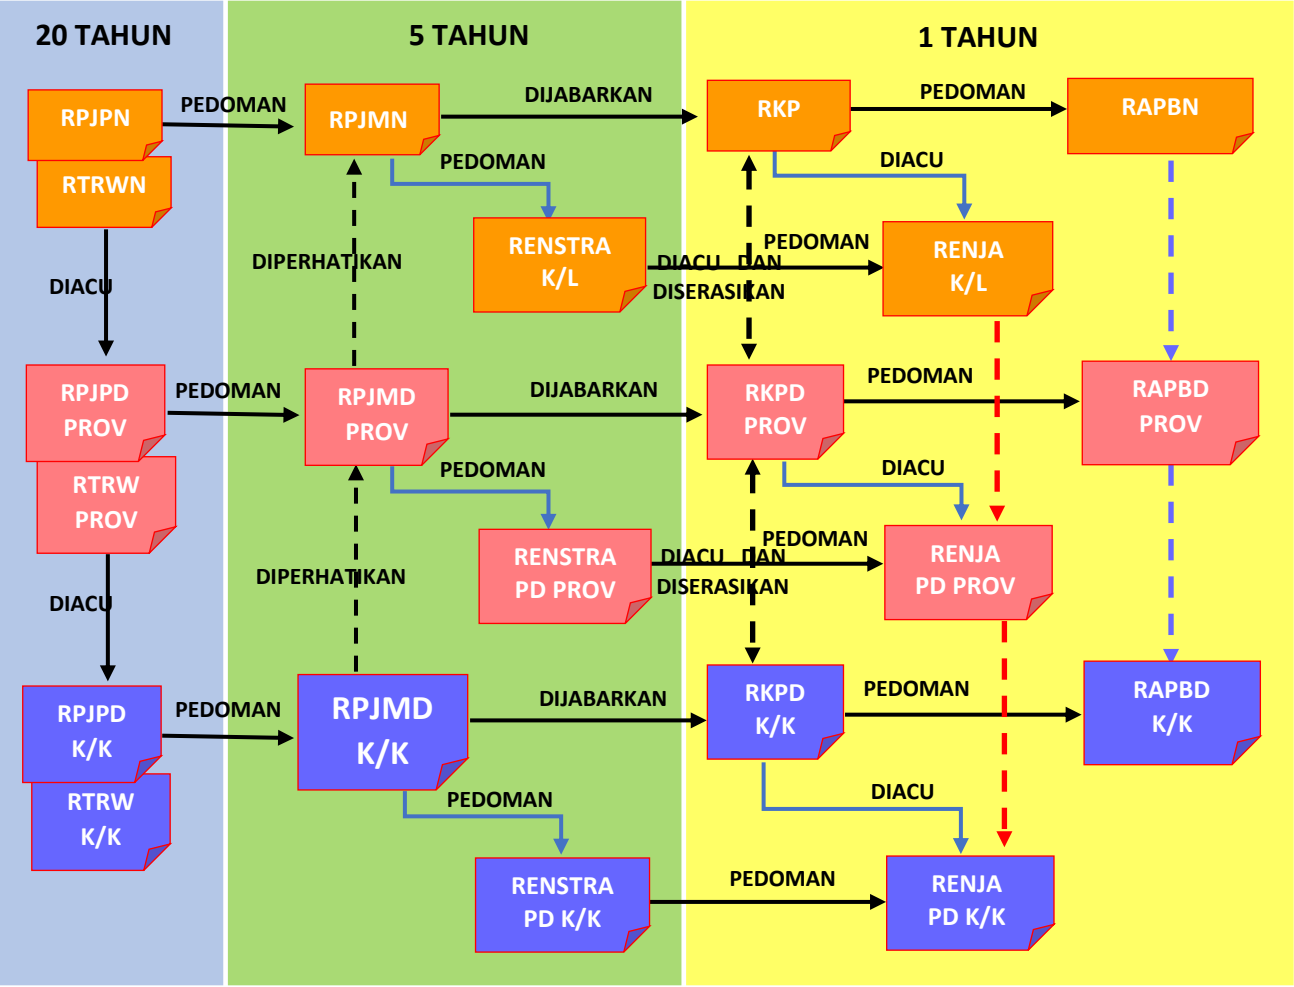 20 TAHUN
5 TAHUN
1 TAHUN
RPJPN
PEDOMAN
RPJMN
DIJABARKAN
RKP
PEDOMAN
RAPBN
RTRWN
PEDOMAN
DIACU
DIACU
DIPERHATIKAN
RENSTRA
K/L
PEDOMAN
DIACU DAN
DISERASIKAN
RENJA
K/L
RPJPD
PROV
PEDOMAN
RPJMD
PROV
DIJABARKAN
RKPD
PROV
PEDOMAN
RAPBD
PROV
RTRW
PROV
PEDOMAN
DIACU
DIACU
DIPERHATIKAN
RENSTRA
PD PROV
PEDOMAN
DIACU DAN
DISERASIKAN
RENJA
PD PROV
RPJPD
K/K
PEDOMAN
RPJMD
K/K
DIJABARKAN
RKPD
K/K
PEDOMAN
RAPBD
K/K
RTRW
K/K
PEDOMAN
DIACU
RENSTRA
PD K/K
PEDOMAN
RENJA
PD K/K